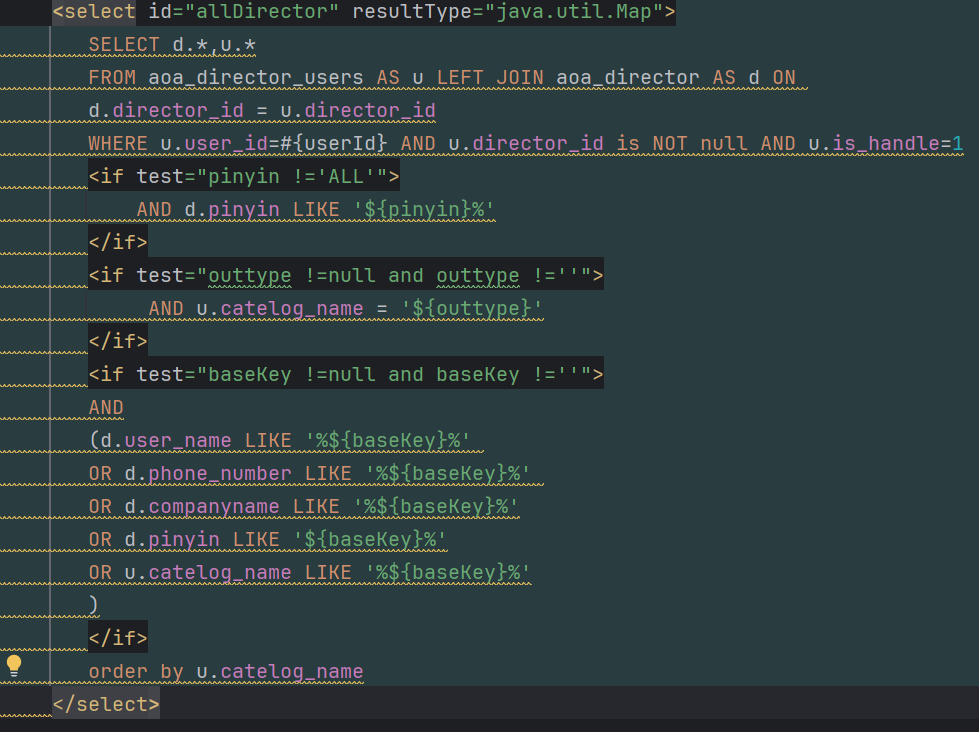 <select id="allDirector" resultType="java.util.Map">
SELECT d.*,u.*
FROM aoa_director_users AS u LEFT JOIN aoa_director AS d ON
d.director_id = u.director_id
WHERE u.user_id=#{userId} AND u.director_id is NOT null AND u.is_handle=1
<if test="pinyin !='ALL'">
AND d.pinyin LIKE '${pinyin}%'
</if>
<if test="outtype !=null and outtype !=''">
AND u.catelog_name = '${outtype}'
</if>
<if test="baseKey !=null and baseKey !=''">
AND
(d.user_name LIKE '%${baseKey}%'
OR d.phone_number LIKE '%${baseKey}%'
OR d.companyname LIKE '%${baseKey}%'
OR d.pinyin LIKE '${baseKey}%'
OR u.catelog_name LIKE '%${baseKey}%'
)
</if>
order by u.catelog_name
</select>